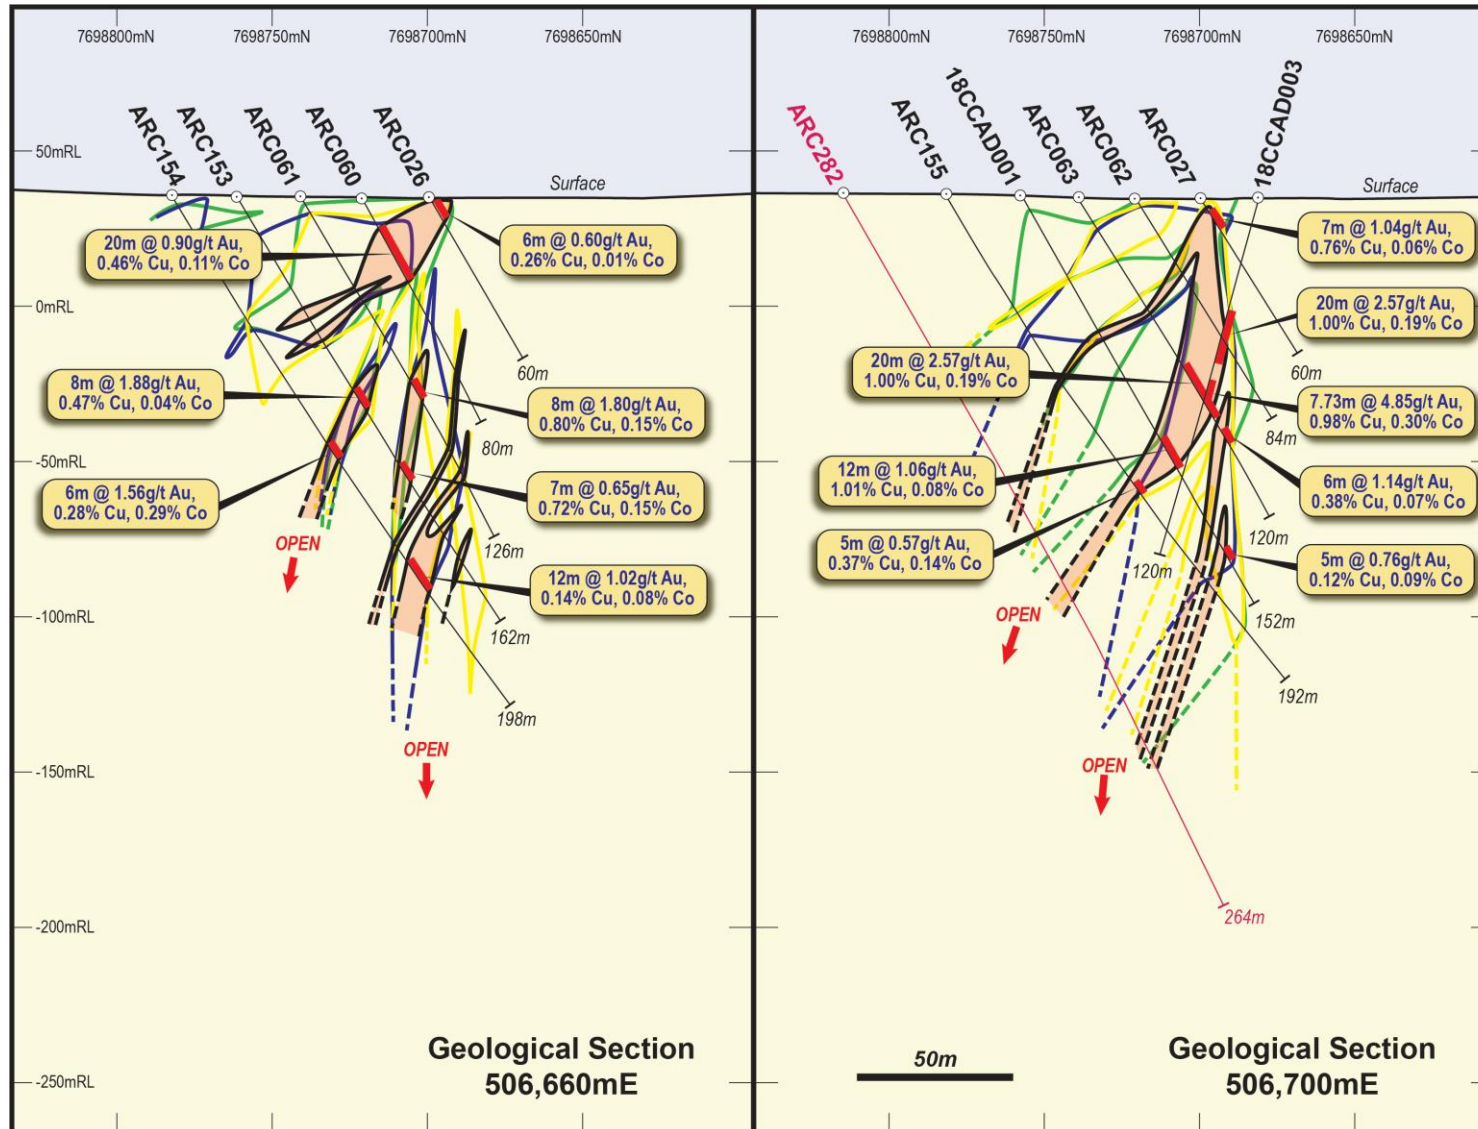 7698800mN
7698750mN
7698700mN
7698650mN
50mRL
0mRL
-50mRL
-100mRL
-150mRL
-200mRL
-250mRL
ARC154
ARC153
ARC061
ARC060
ARC026
Surface
20m @ 0.90g/t Au,
0.46% Cu, 0.11% Co
6m @ 0.60g/t Au,
0.26% Cu, 0.01% Co
8m @ 1.88g/t Au,
0.47% Cu, 0.04% Co
8m @ 1.80g/t Au,
0.80% Cu, 0.15% Co
6m @ 1.56g/t Au,
0.28% Cu, 0.29% Co
7m @ 0.65g/t Au,
0.72% Cu, 0.15% Co
12m @ 1.02g/t Au,
0.14% Cu, 0.08% Co
60m
80m
126m
162m
198m
OPEN
OPEN
Geological Section
506,660mE
7698800mN
7698750mN
7698700mN
7698650mN
ARC282
ARC155
18CCAD001
ARC063
ARC062
ARC027
18CCAD003
Surface
7m @ 1.04g/t Au,
0.76% Cu, 0.06% Co
20m @ 2.57g/t Au,
1.00% Cu, 0.19% Co
20m @ 2.57g/t Au,
1.00% Cu, 0.19% Co
7.73m @ 4.85g/t Au,
0.98% Cu, 0.30% Co
12m @ 1.06g/t Au,
1.01% Cu, 0.08% Co
6m @ 1.14g/t Au,
0.38% Cu, 0.07% Co
5m @ 0.57g/t Au,
0.37% Cu, 0.14% Co
5m @ 0.76g/t Au,
0.12% Cu, 0.09% Co
60m
84m
120m
120m
152m
192m
264m
OPEN
OPEN
50m
Geological Section
506,700mE